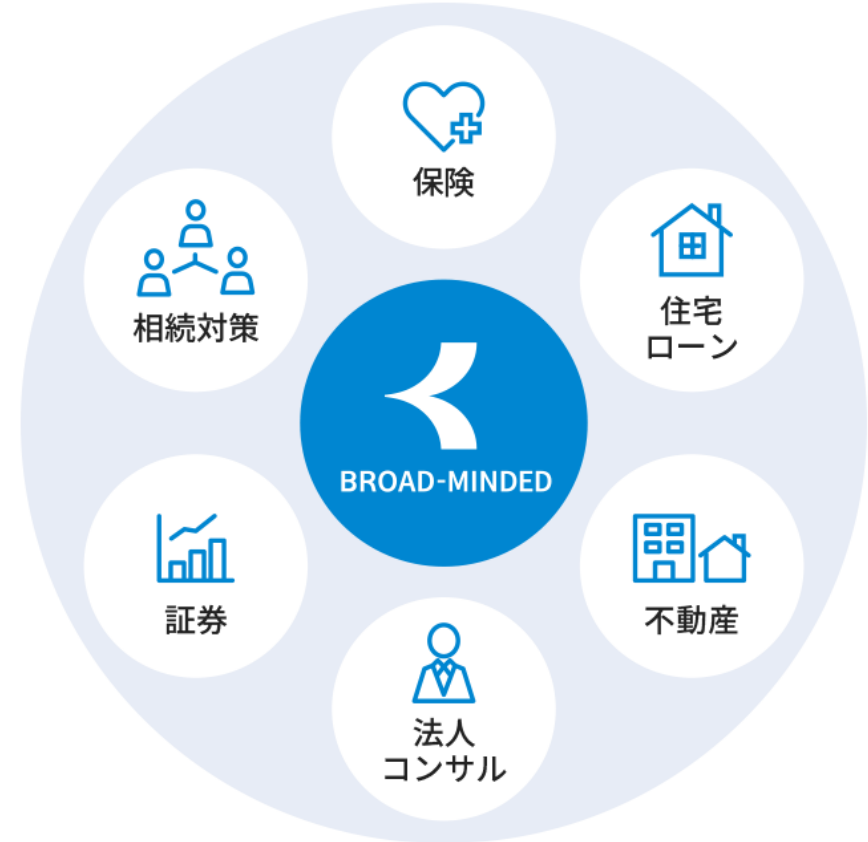 保険
相続対策
住宅
ローン
BROAD-MINDED
証券
不動産
法人
コンサル